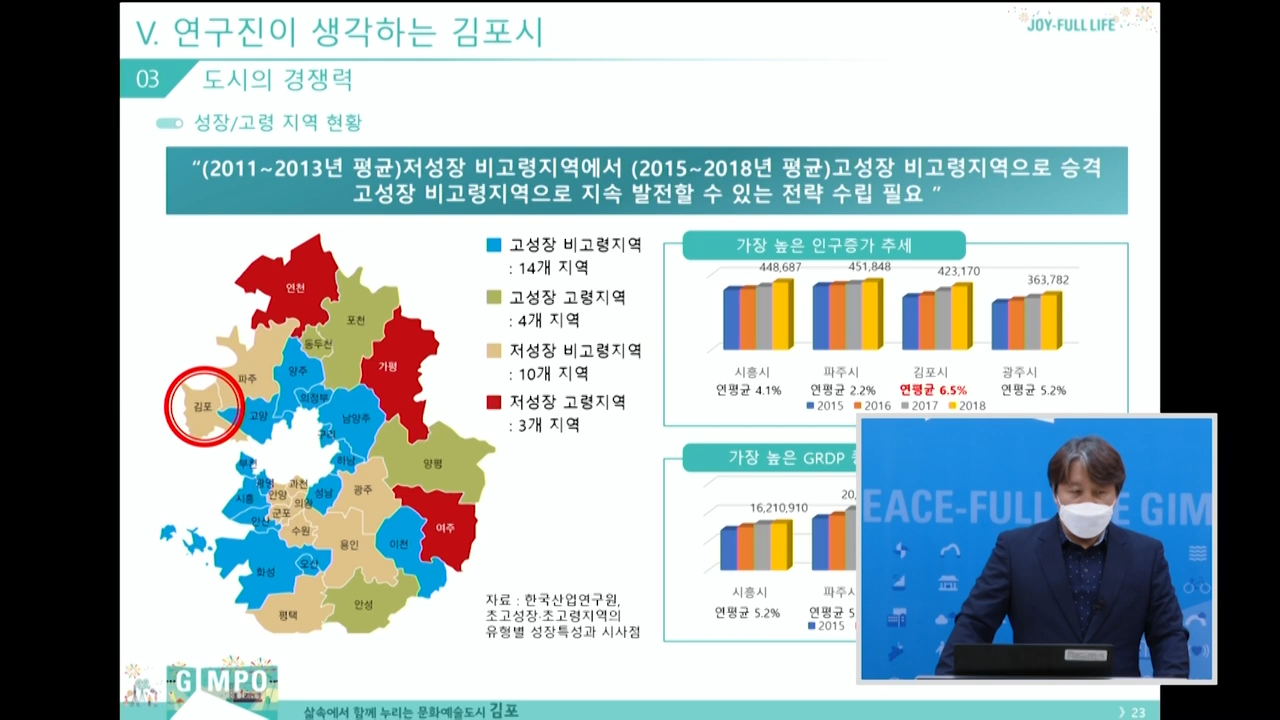 V. 연구진이 생각하는 김포시
JOY-FULL LIFE
03 도시의 경쟁력
성장/고령 지역 현황
“(2011~2013년 평균)저성장 비고령지역에서 (2015~2018년 평균)고성장 비고령지역으로 승격
고성장 비고령지역으로 지속 발전할 수 있는 전략 수립 필요 ”
고성장 비고령지역
: 14개 지역
고성장 고령지역
: 4개 지역
저성장 비고령지역
: 10개 지역
저성장 고령지역
: 3개 지역
연천
포천
동두천
가평
파주
양주
의정부
김포
고양
남양주
구리
하남
양평
부천
광명
과천
성남
광주
시흥
안양
의왕
군포
안산
수원
여주
용인
이천
화성
오산
평택
안성
자료 : 한국산업연구원,
초고성장·초고령지역의
유형별 성장특성과 시사점
가장 높은 인구증가 추세
448,687 451,848 423,170 363,782
시흥시 파주시 김포시 광주시
연평균 4.1% 연평균 2.2% 연평균 6.5% 연평균 5.2%
2015 2016 2017 2018
가장 높은 GRDP
16,210,910 20,
시흥시 파주시
연평균 5.2% 연평균 5
2015
EACE-FULL E GIM
GIMPO
삶속에서 함께 누리는 문화예술도시 김포
》23